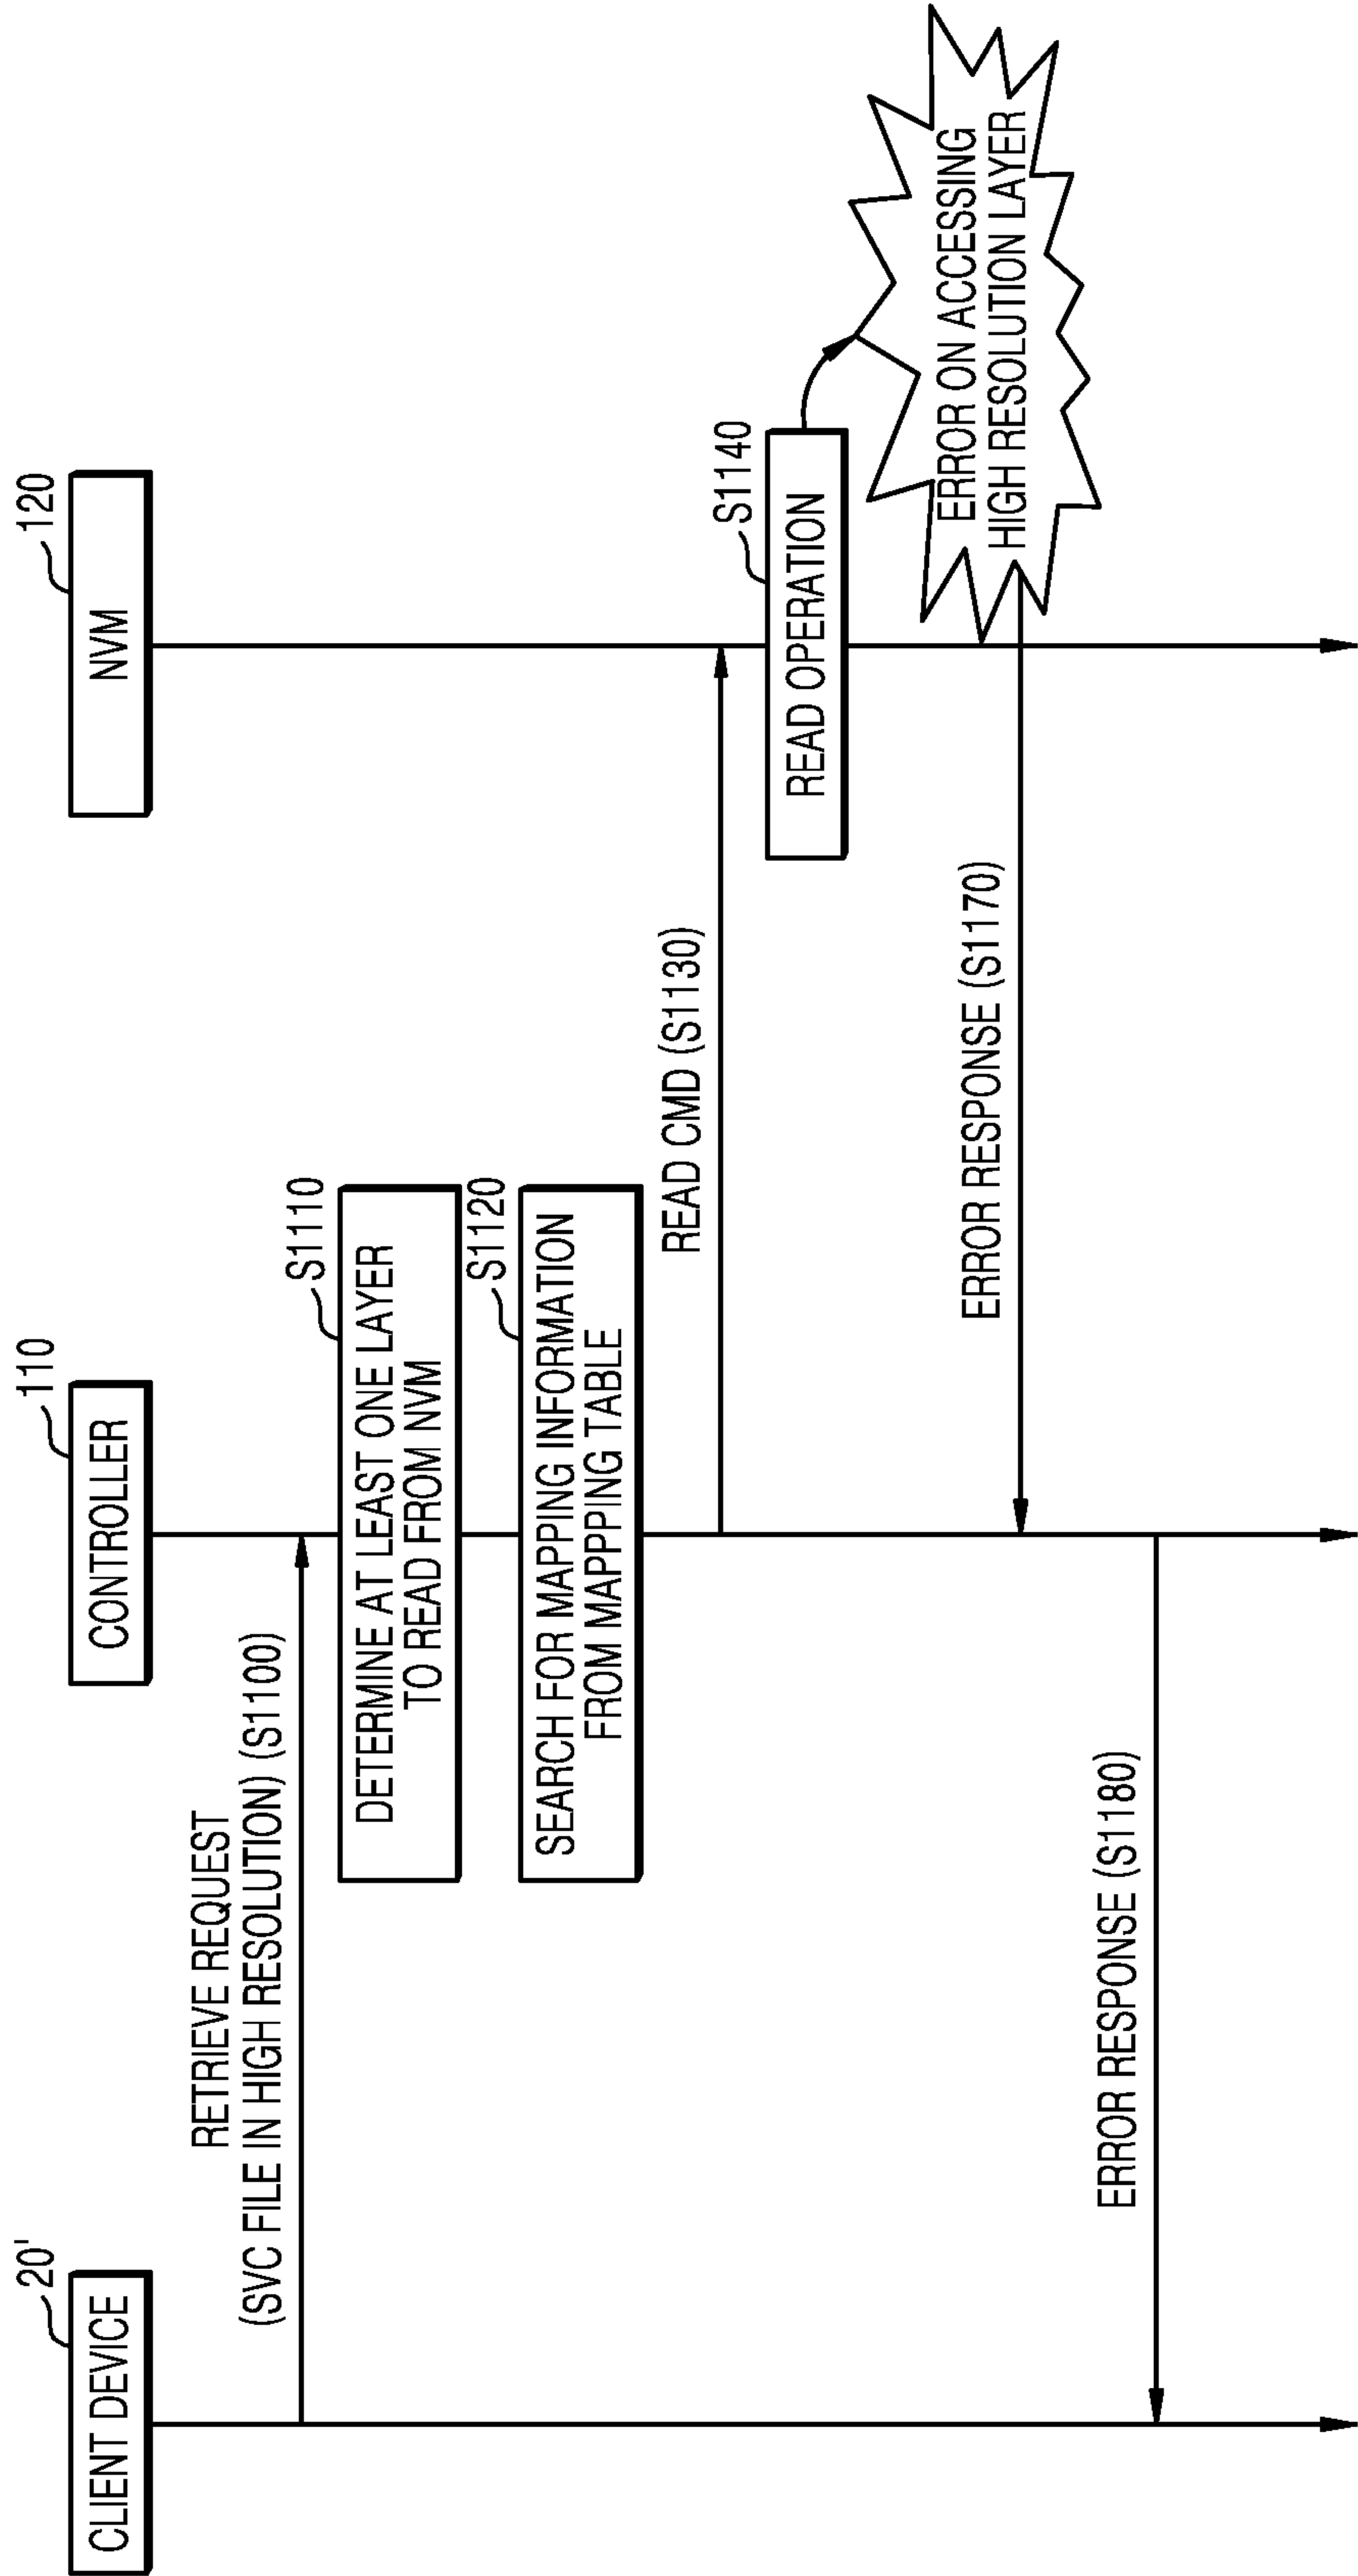 20'
CLIENT DEVICE
110
CONTROLLER
120
NVM
RETRIEVE REQUEST
(SVC FILE IN HIGH RESOLUTION) (S1100)
S1110
DETERMINE AT LEAST ONE LAYER
TO READ FROM NVM
S1120
SEARCH FOR MAPPING INFORMATION
FROM MAPPPING TABLE
READ CMD (S1130)
S1140
READ OPERATION
ERROR ON ACCESSING
HIGH RESOLUTION LAYER
ERROR RESPONSE (S1170)
ERROR RESPONSE (S1180)